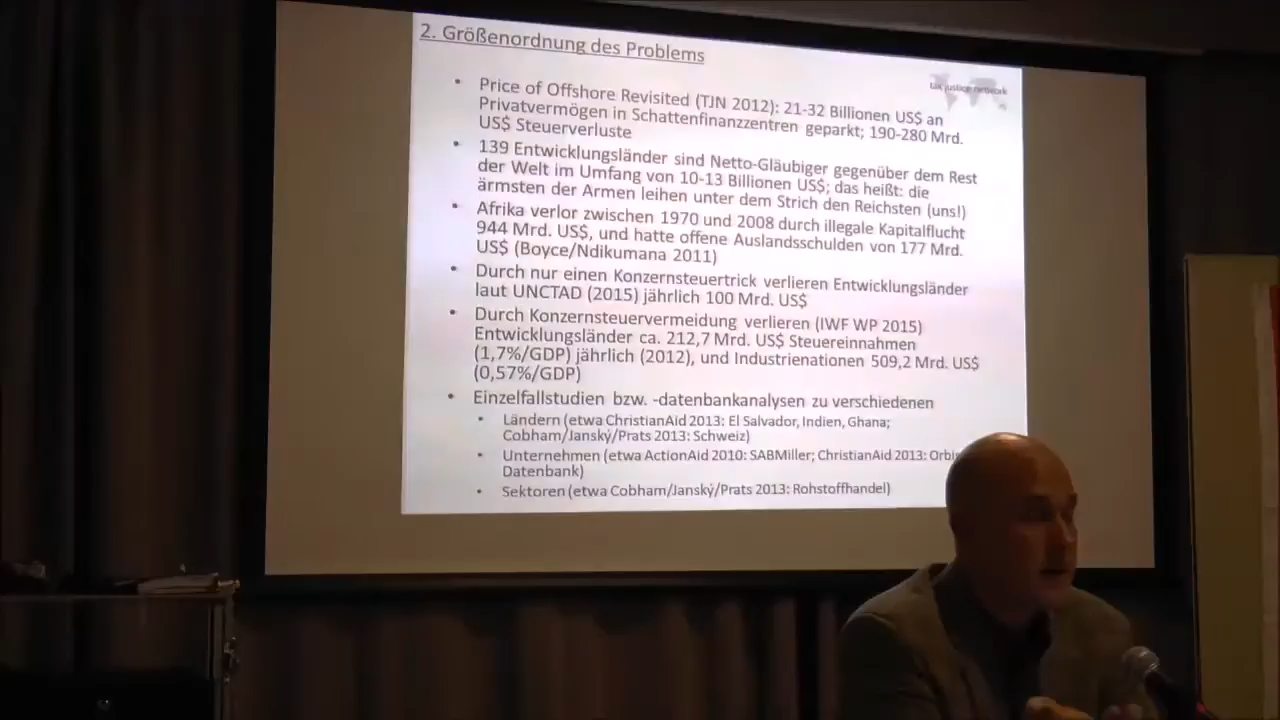 2. Größenordnung des Problems
tax justice network
• Price of Offshore Revisited (TJN 2012): 21-32 Billionen US$ an
Privatvermögen in Schattenfinanzzentren geparkt; 190-280 Mrd.
US$ Steuerverluste
• 139 Entwicklungsländer sind Netto-Gläubiger gegenüber dem Rest
der Welt im Umfang von 10-13 Billionen US$; das heißt: die
ärmsten der Armen leihen unter dem Strich den Reichsten (uns!)
• Afrika verlor zwischen 1970 und 2008 durch illegale Kapitalflucht
944 Mrd. US$, und hatte offene Auslandsschulden von 177 Mrd.
US$ (Boyce/Ndikumana 2011)
• Durch nur einen Konzernsteuertrick verlieren Entwicklungsländer
laut UNCTAD (2015) jährlich 100 Mrd. US$
• Durch Konzernsteuervermeidung verlieren (IWF WP 2015)
Entwicklungsländer ca. 212,7 Mrd. US$ Steuereinnahmen
(1,7%/GDP) jährlich (2012), und Industrienationen 509,2 Mrd. US$
(0,57%/GDP)
• Einzelfallstudien bzw. -datenbankanalysen zu verschiedenen
• Ländern (etwa ChristianAid 2013: El Salvador, Indien, Ghana;
Cobham/Janský/Prats 2013: Schweiz)
• Unternehmen (etwa ActionAid 2010: SABMiller; ChristianAid 2013: Orbis
Datenbank)
• Sektoren (etwa Cobham/Janský/Prats 2013: Rohstoffhandel)